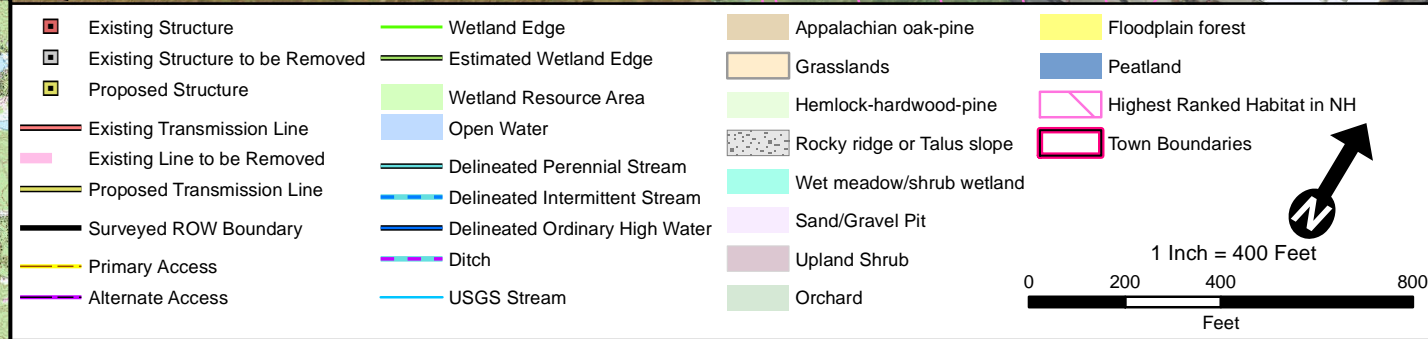 Existing Structure
Existing Structure to be Removed
Proposed Structure
Existing Transmission Line
Existing Line to be Removed
Proposed Transmission Line
Surveyed ROW Boundary
Primary Access
Alternate Access
Wetland Edge
Estimated Wetland Edge
Wetland Resource Area
Open Water
Delineated Perennial Stream
Delineated Intermittent Stream
Delineated Ordinary High Water
Ditch
USGS Stream
Appalachian oak-pine
Grasslands
Hemlock-hardwood-pine
Rocky ridge or Talus slope
Wet meadow/shrub wetland
Sand/Gravel Pit
Upland Shrub
Orchard
Floodplain forest
Peatland
Highest Ranked Habitat in NH
Town Boundaries
N
1 Inch = 400 Feet
0 200 400 800
Feet